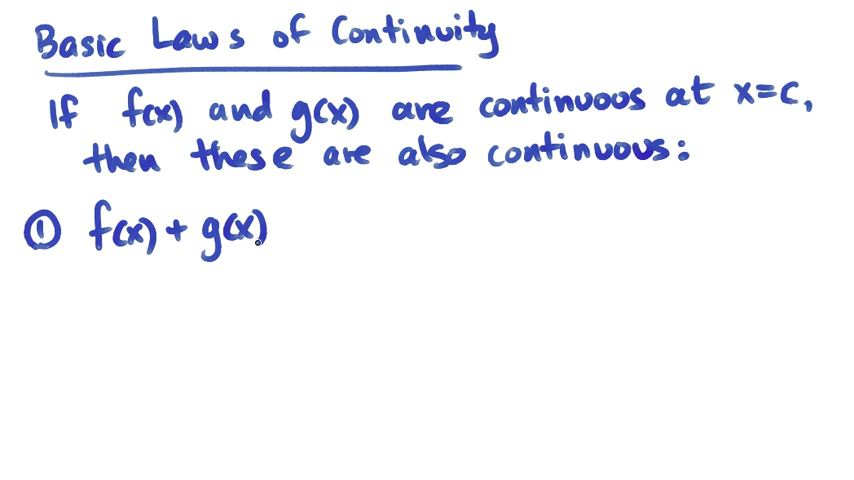 Basic Laws of Continuity
If f(x) and g(x) are continuous at x=c,
then these are also continuous:
① f(x) + g(x)